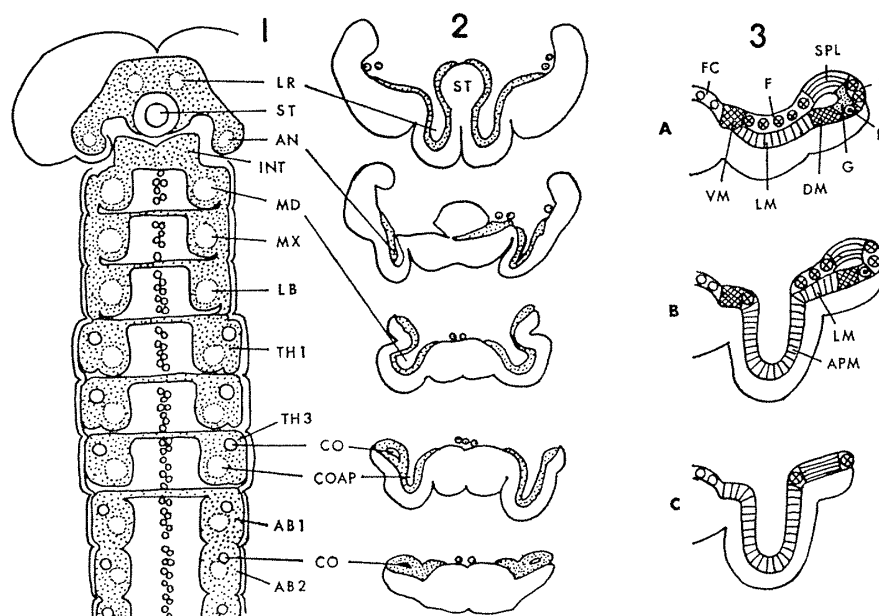 1
2
3
LR
ST
AN
INT
MD
MX
LB
TH1
TH3
CO
COAP
AB1
CO
AB2
ST
A
FC
F
SPL
G
VM
LM
DM
B
LM
APM
C